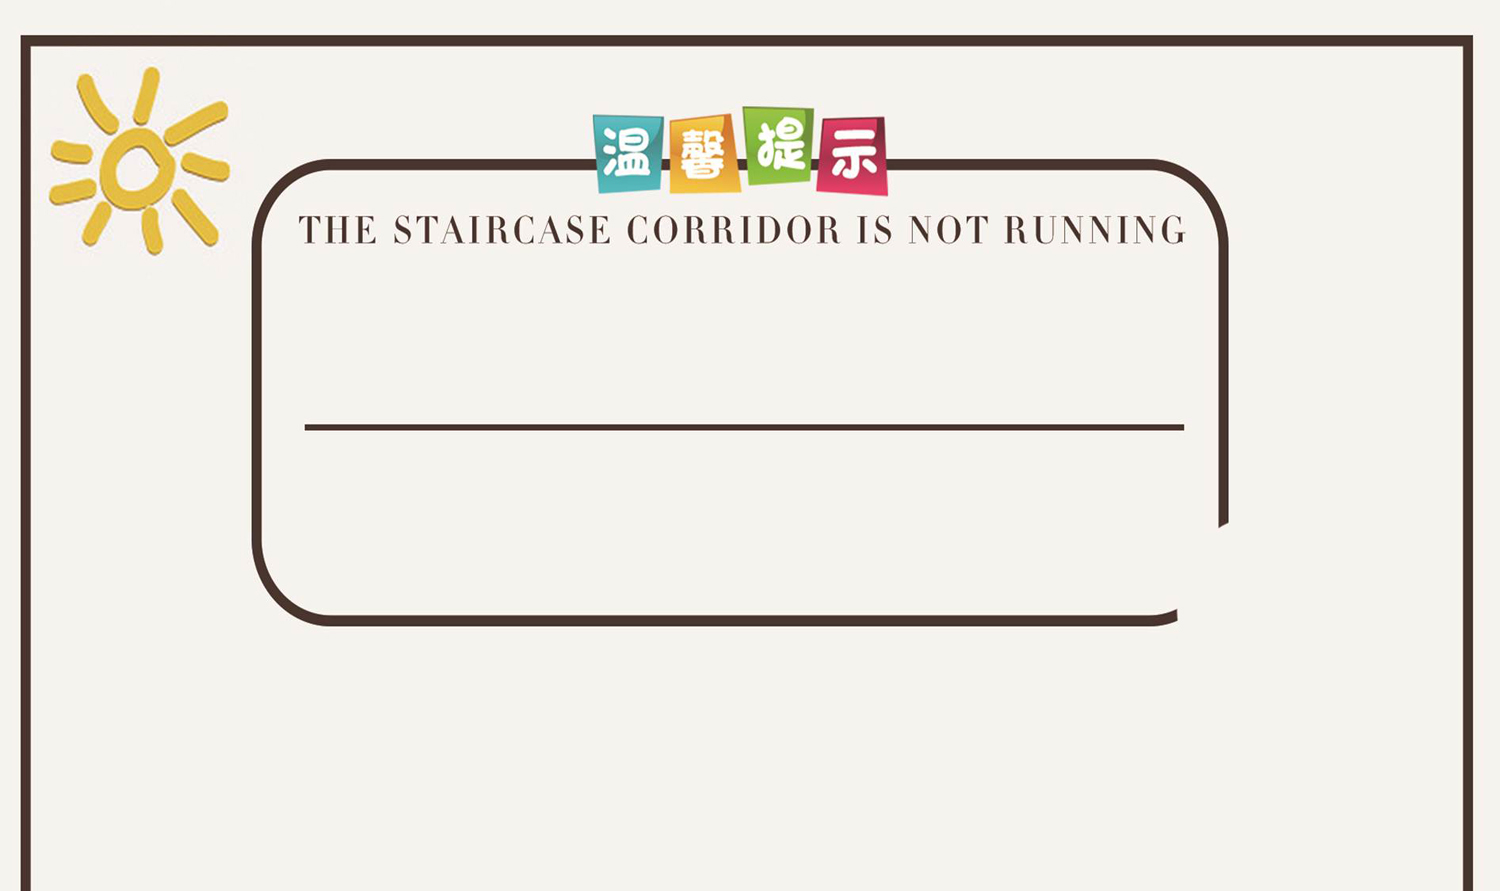 温馨提示
THE STAIRCASE CORRIDOR IS NOT RUNNING